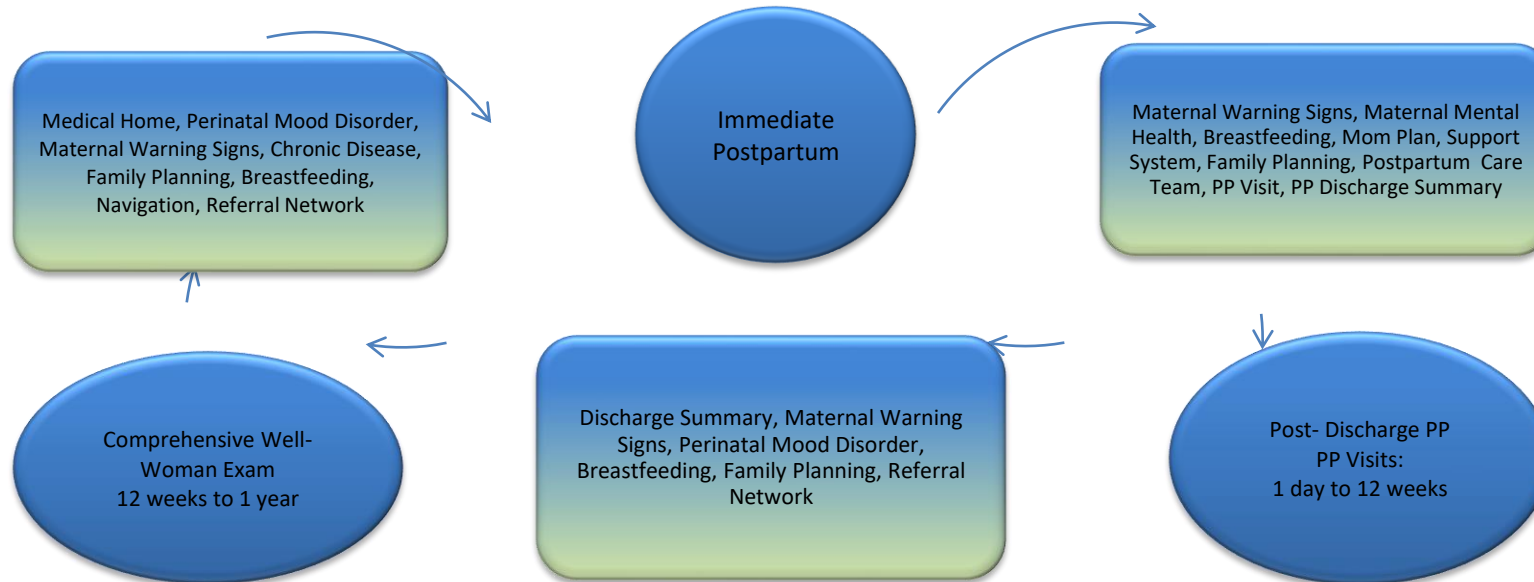 Medical Home, Perinatal Mood Disorder,
Maternal Warning Signs, Chronic Disease,
Family Planning, Breastfeeding,
Navigation, Referral Network
Immediate
Postpartum
Maternal Warning Signs, Maternal Mental
Health, Breastfeeding, Mom Plan, Support
System, Family Planning, Postpartum Care
Team, PP Visit, PP Discharge Summary
Comprehensive Well-
Woman Exam
12 weeks to 1 year
Discharge Summary, Maternal Warning
Signs, Perinatal Mood Disorder,
Breastfeeding, Family Planning, Referral
Network
Post- Discharge PP
PP Visits:
1 day to 12 weeks